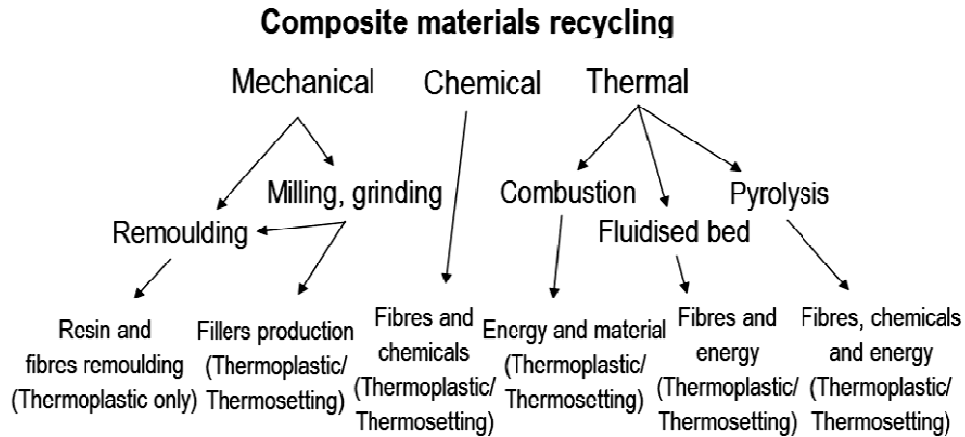 Composite materials recycling
Mechanical
Chemical
Thermal
Milling, grinding
Combustion
Pyrolysis
Remoulding
Fluidised bed
Resin and
fibres remoulding
(Thermoplastic only)
Fillers production
(Thermoplastic/
Thermosetting)
Fibres and
chemicals
(Thermoplastic/
Thermosetting)
Energy and material
(Thermoplastic/
Thermosetting)
Fibres and
energy
(Thermoplastic/
Thermosetting)
Fibres, chemicals
and energy
(Thermoplastic/
Thermosetting)